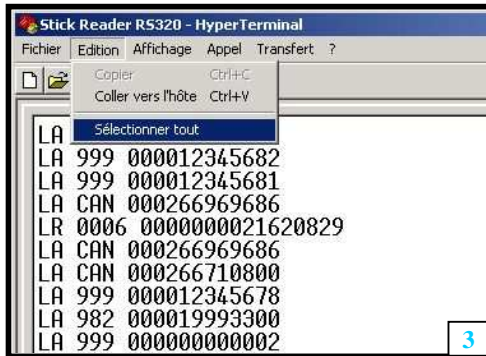 Stick Reader RS320 - HyperTerminal
Fichier Edition Affichage Appel Transfert ?
Copier Ctrl+C
Coller vers l'hôte Ctrl+V
Sélectionner tout
LA
LA 999 000012345682
LA 999 000012345681
LA CAN 000266969686
LR 0006 0000000021620829
LA CAN 000266969686
LA CAN 000266710800
LA 999 000012345678
LA 982 000019993300
LA 999 000000000002
3